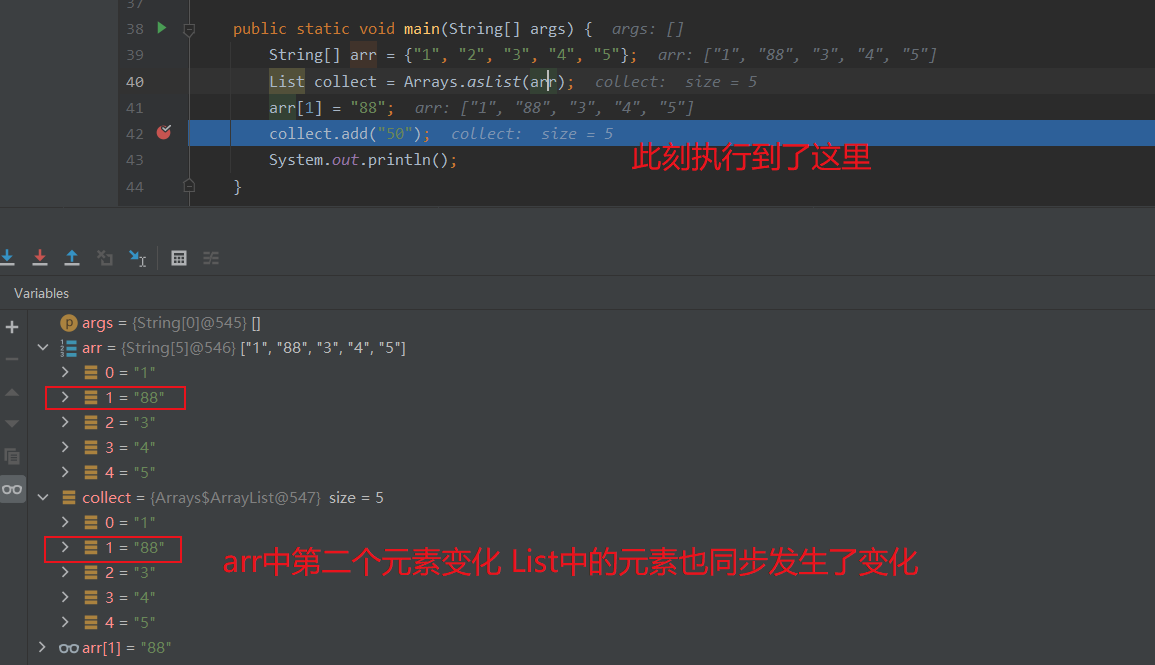 37
38 public static void main(String[] args) { args: []
39 String[] arr = {"1", "2", "3", "4", "5"}; arr: ["1", "88", "3", "4", "5"]
40 List collect = Arrays.asList(arr); collect: size = 5
41 arr[1] = "88"; arr: ["1", "88", "3", "4", "5"]
42 collect.add("50"); collect: size = 5
43 System.out.println();
此刻执行到了这里
44 }
Variables
p args = {String[0]@545} []
arr = {String[5]@546} ["1", "88", "3", "4", "5"]
0 = "1"
1 = "88"
2 = "3"
3 = "4"
4 = "5"
collect = {Arrays$ArrayList@547} size = 5
0 = "1"
1 = "88"
arr中第二个元素变化 List中的元素也同步发生了变化
2 = "3"
3 = "4"
4 = "5"
arr[1] = "88"